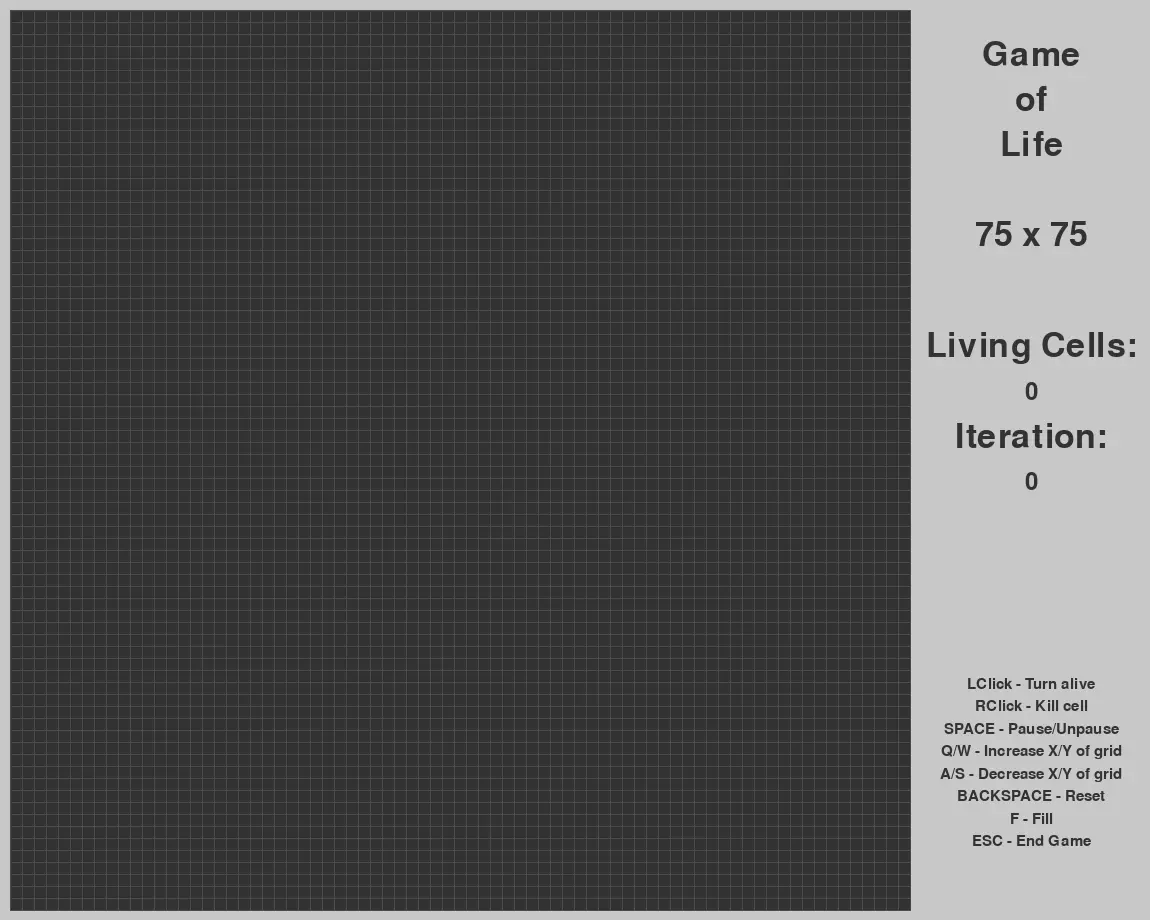 Game
of
Life
75 x 75
Living Cells:
0
Iteration:
0
LClick - Turn alive
RClick - Kill cell
SPACE - Pause/Unpause
Q/W - Increase X/Y of grid
A/S - Decrease X/Y of grid
BACKSPACE - Reset
F - Fill
ESC - End Game